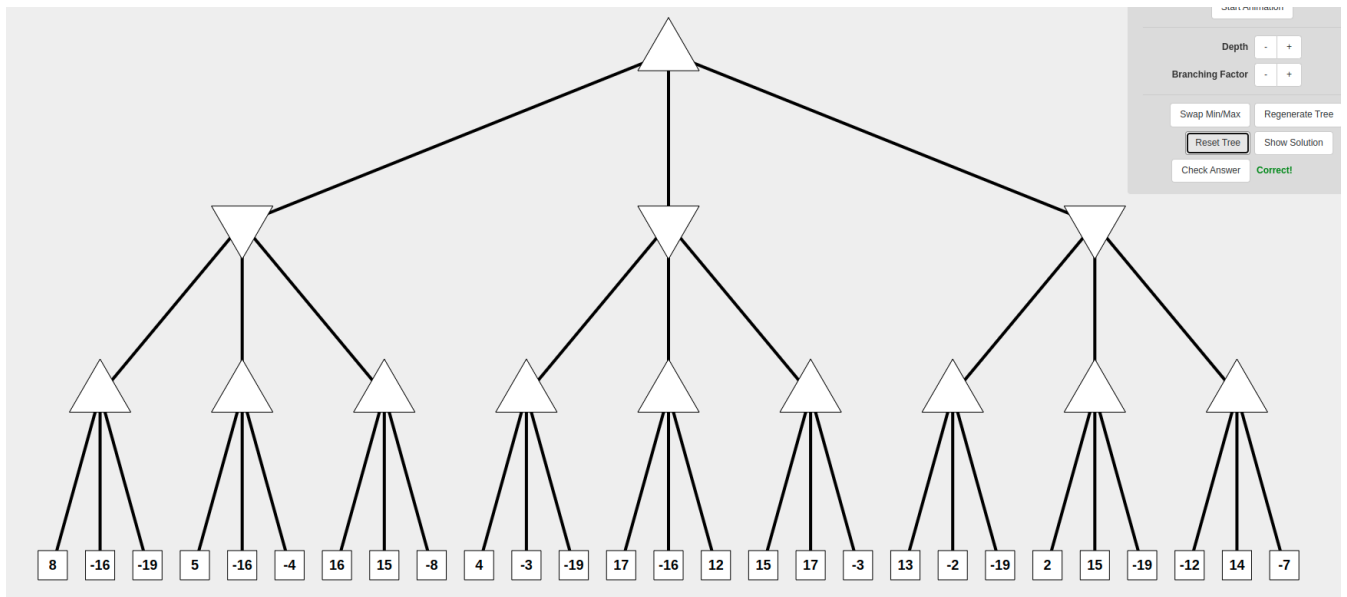 Start Animation
Depth - +
Branching Factor - +
Swap Min/Max Regenerate Tree
Reset Tree Show Solution
Check Answer Correct!
8 -16 -19 5 -16 -4 16 15 -8 4 -3 -19 17 -16 12 15 17 -3 13 -2 -19 2 15 -19 -12 14 -7